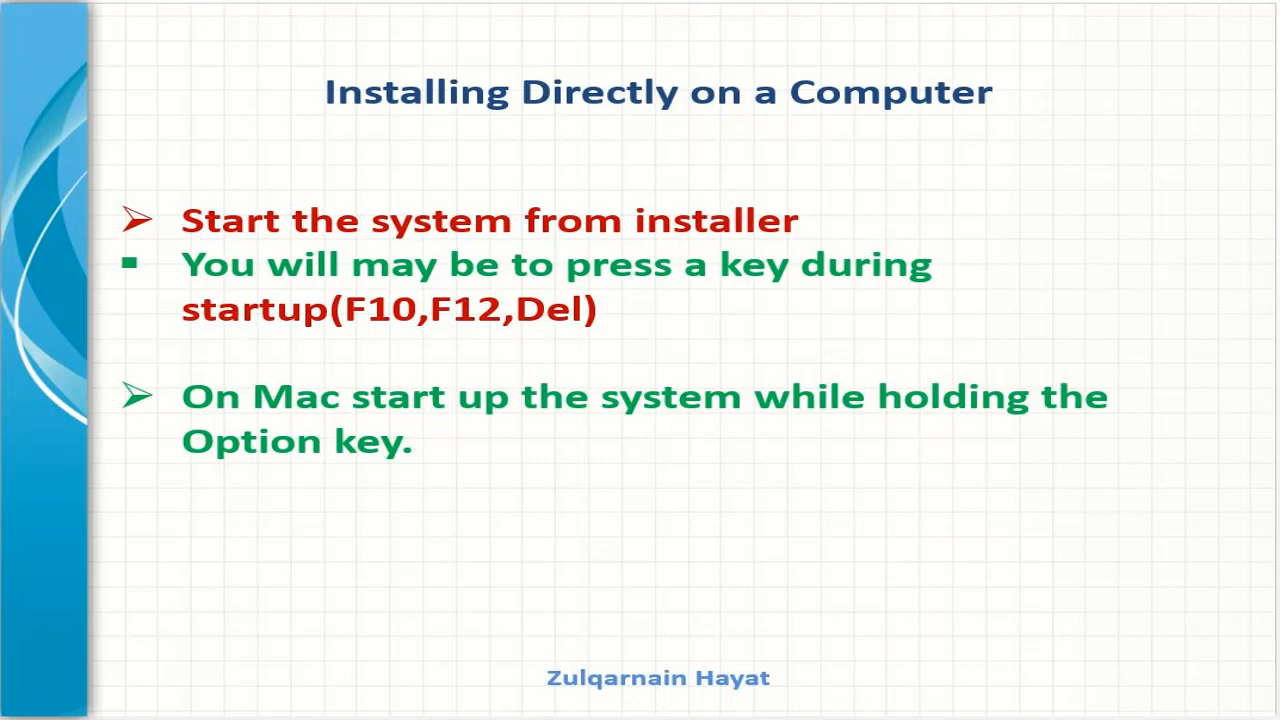 Installing Directly on a Computer
Start the system from installer
You will may be to press a key during
startup(F10,F12,Del)
On Mac start up the system while holding the
Option key.
Zulqarnain Hayat